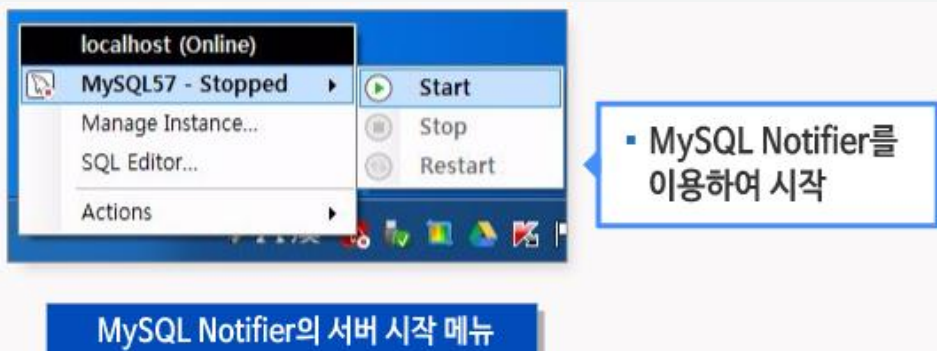 localhost (Online)
MySQL57 - Stopped
Start
Manage Instance...
Stop
SQL Editor...
Restart
Actions
▪ MySQL Notifier를
이용하여 시작
MySQL Notifier의 서버 시작 메뉴